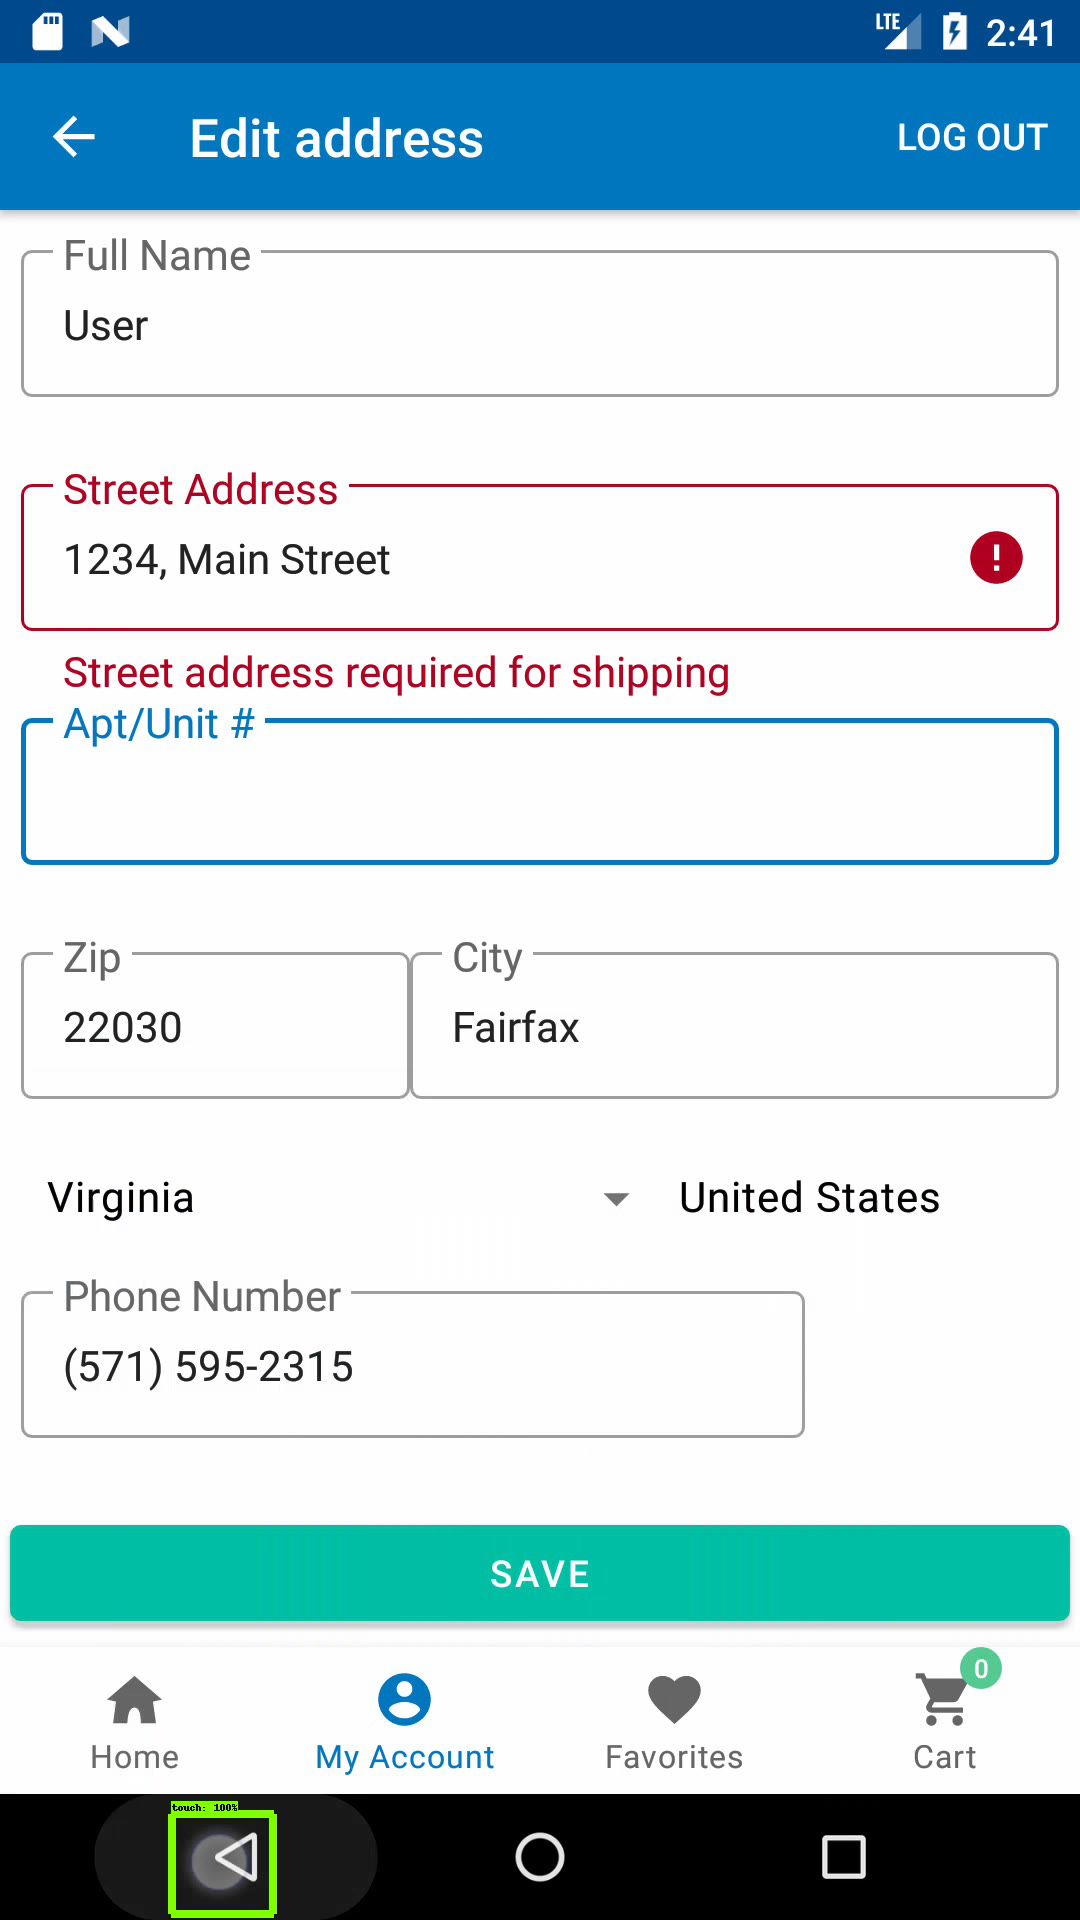 LTE 2:41
Edit address LOG OUT
Full Name
User
Street Address
1234, Main Street
!
Street address required for shipping
Apt/Unit #
Zip City
22030 Fairfax
Virginia United States
Phone Number
(571) 595-2315
SAVE
0
Home My Account Favorites Cart
touch: 100%